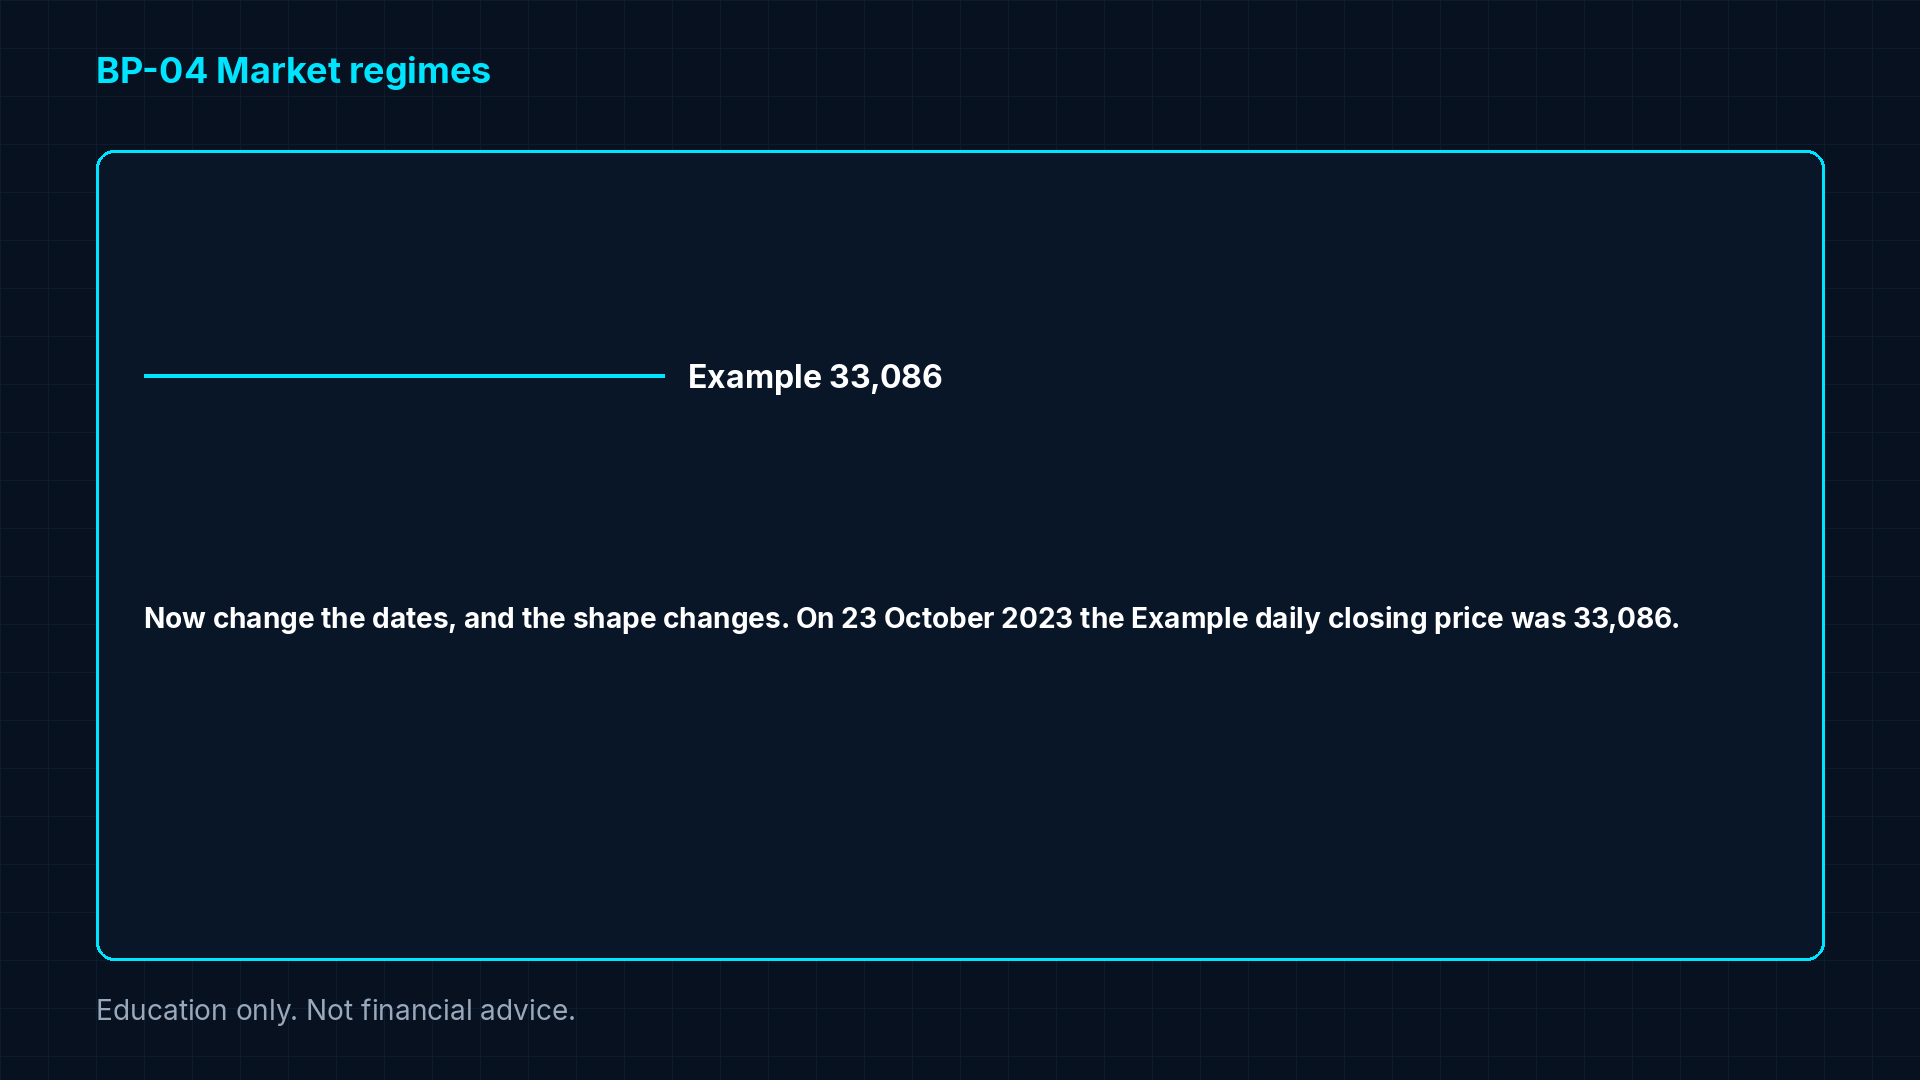 BP-04 Market regimes
Example 33,086
Now change the dates, and the shape changes. On 23 October 2023 the Example daily closing price was 33,086.
Education only. Not financial advice.